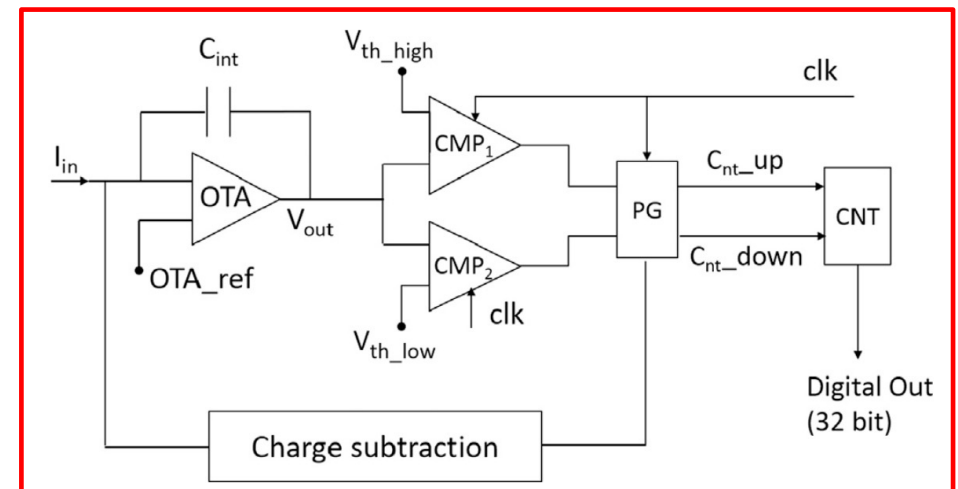 C_int
V_th_high
clk
I_in
CMP_1
OTA
V_out
PG
C_nt_up
CNT
OTA_ref
CMP_2
C_nt_down
clk
V_th_low
Digital Out
(32 bit)
Charge subtraction